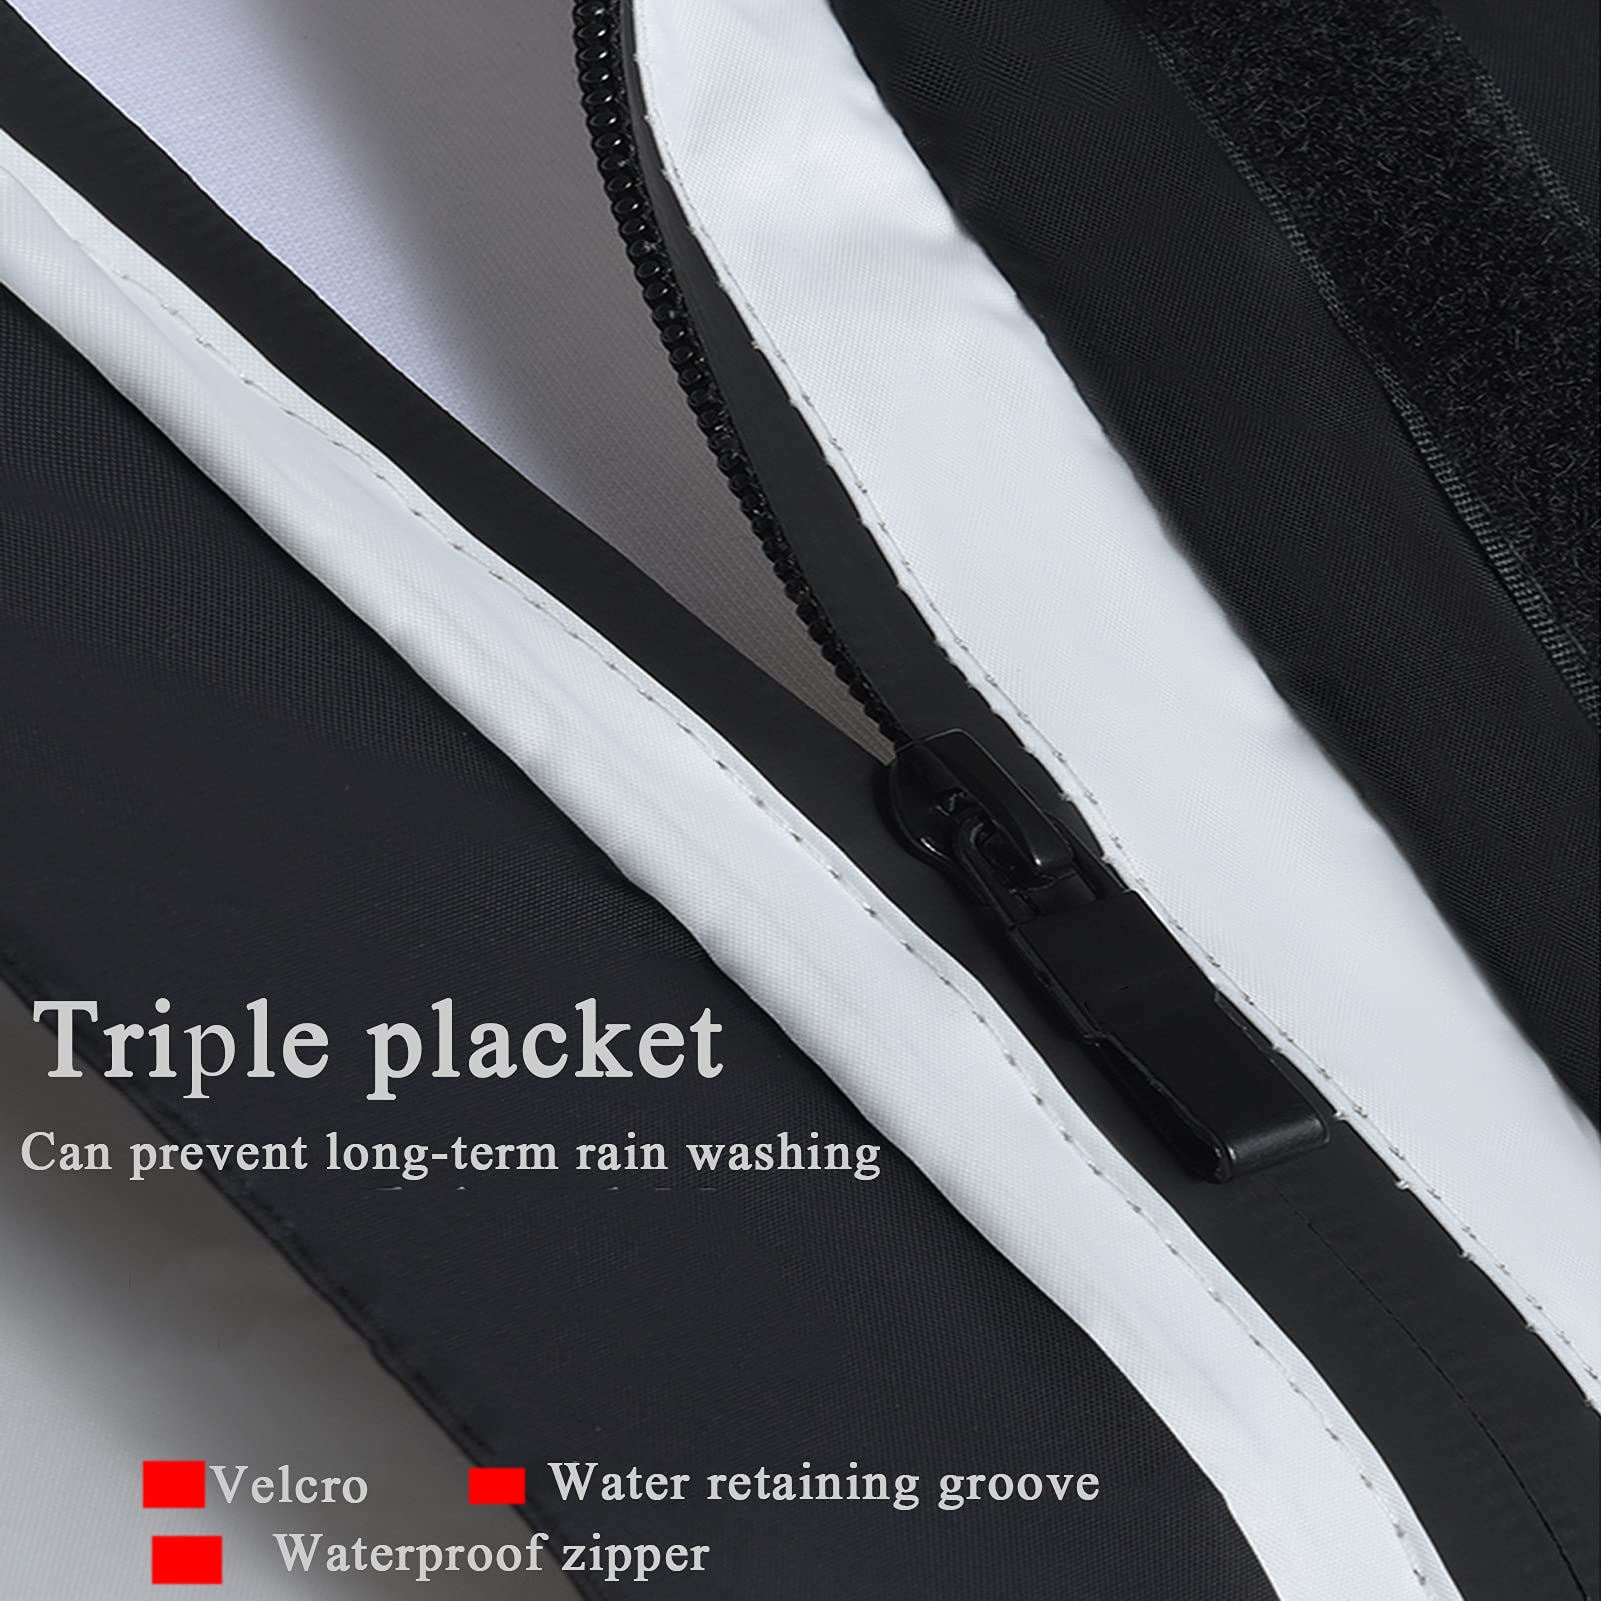 Triple placket
Can prevent long-term rain washing
Velcro
Water retaining groove
Waterproof zipper